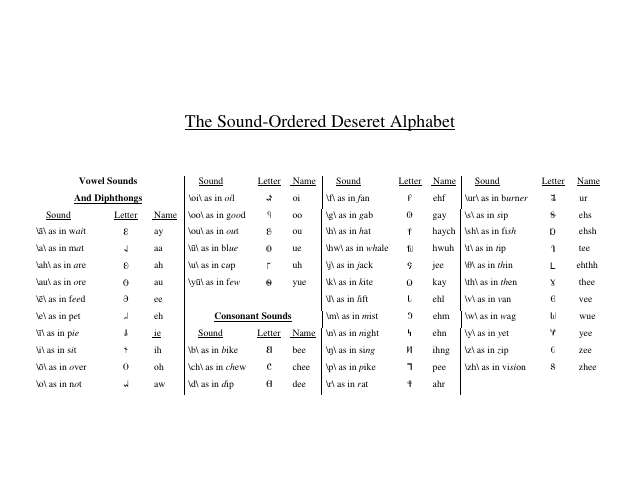 The Sound-Ordered Deseret Alphabet
Vowel Sounds
And Diphthongs
Sound Letter Name
\ā\ as in wait ay
\a\ as in mat aa
\ah\ as in are ah
\au\ as in ore au
\ē\ as in feed ee
\e\ as in pet eh
\ī\ as in pie ie
\i\ as in sit ih
\ō\ as in over oh
\o\ as in not aw
Sound Letter Name
\oi\ as in oil oi
\oo\ as in good oo
\ou\ as in out ou
\ū\ as in blue ue
\u\ as in cup uh
\yū\ as in few yue
Consonant Sounds
Sound Letter Name
\b\ as in bike bee
\ch\ as in chew chee
\d\ as in dip dee
Sound Letter Name
\f\ as in fan ehf
\g\ as in gab gay
\h\ as in hat haych
\hw\ as in whale hwuh
\j\ as in jack jee
\k\ as in kite kay
\l\ as in lift ehl
\m\ as in mist ehm
\n\ as in night ehn
\ŋ\ as in sing ihng
\p\ as in pike pee
\r\ as in rat ahr
Sound Letter Name
\ur\ as in burner ur
\s\ as in sip ehs
\sh\ as in fish ehsh
\t\ as in tip tee
\θ\ as in thin ehthh
\th\ as in then thee
\v\ as in van vee
\w\ as in wag wue
\y\ as in yet yee
\z\ as in zip zee
\zh\ as in vision zhee